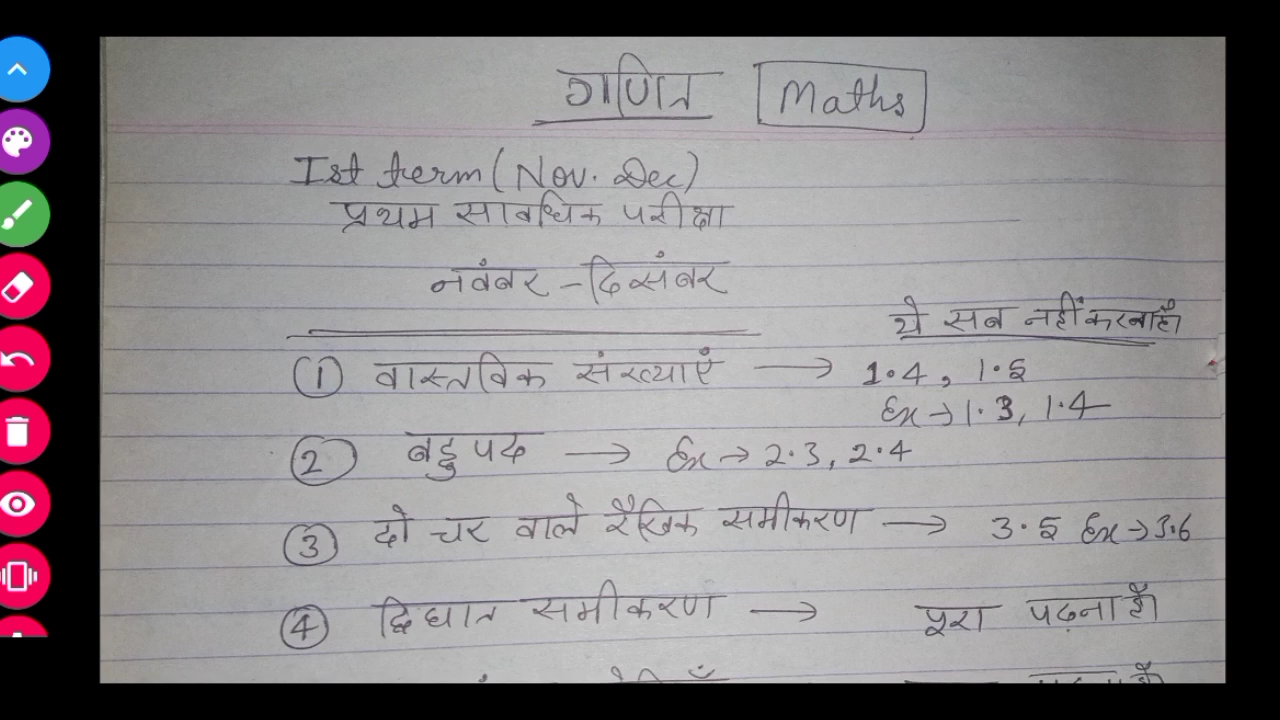 गणित Maths
Ist term (Nov. Dec)
प्रथम सावधिक परीक्षा
नवंबर - दिसंबर
ये सब नहीं करना है।
① वास्तविक संख्याएँ → 1.4, 1.5
Ex → 1.3, 1.4
② बहुपद → Ex → 2.3, 2.4
③ दो चर वाले रैखिक समीकरण → 3.5 Ex → 3.6
④ द्विघात समीकरण → पूरा पढ़ना है।